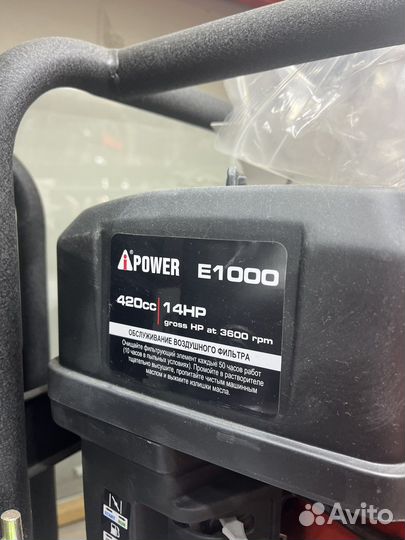 iPOWER E1000
420cc | 14HP
gross HP at 3600 rpm
ОБСЛУЖИВАНИЕ ВОЗДУШНОГО ФИЛЬТРА
Очищайте фильтрующий элемент каждые 50 часов работ
(10 часов в пыльных условиях). Промойте в растворителе
тщательно высушите, пропитайте чистым машинным
маслом и выжмите излишки масла.
Avito